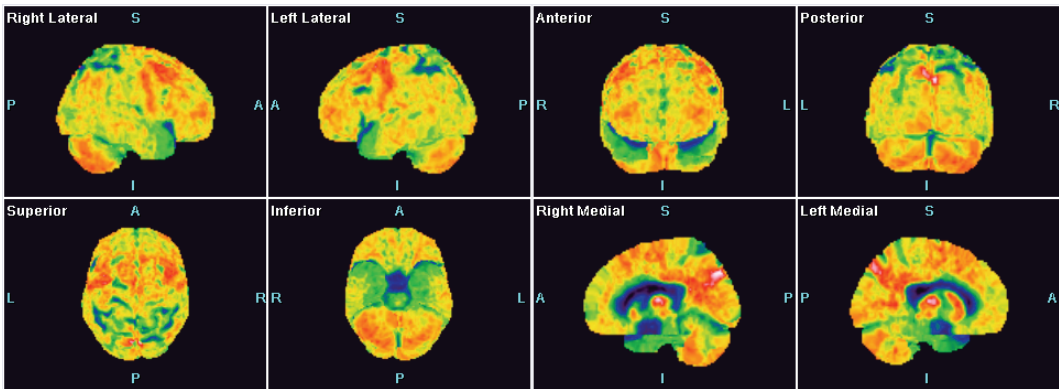 Right Lateral S
P A
I
Left Lateral S
A P
I
Anterior S
R L
I
Posterior S
L R
I
Superior A
L R
P
Inferior A
R L
P
Right Medial S
A P
I
Left Medial S
P A
I